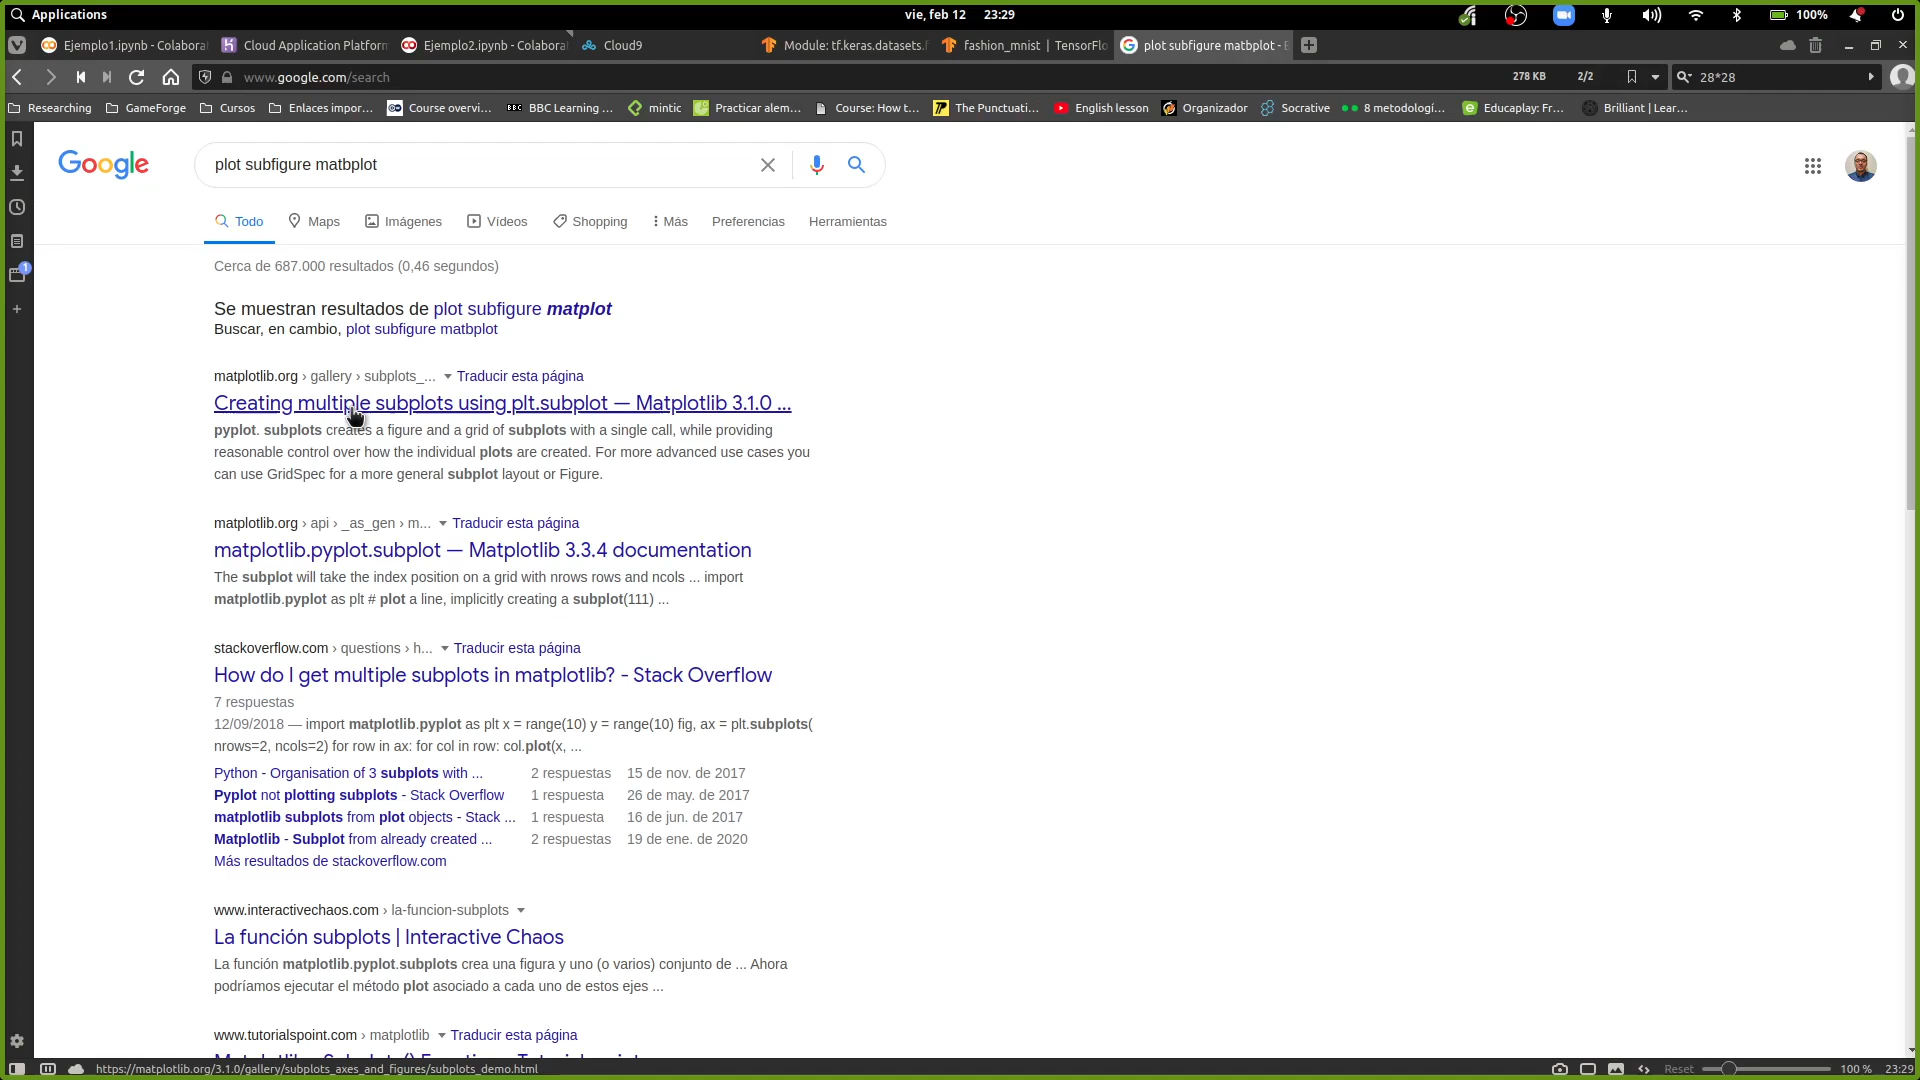 Applications
vie, feb 12 23:29
100%
Ejemplo1.ipynb - Colabora
Cloud Application Platforn
Ejemplo2.ipynb - Colabora
Cloud9
Module: tf.keras.datasets.f
fashion_mnist | TensorFlo
plot subfigure matbplot -
www.google.com/search
278 KB
2/2
28*28
Researching
GameForge
Cursos
Enlaces impor...
Course overvi...
BBC BBC Learning ...
mintic
Practicar alem...
Course: How t...
The Punctuati...
English lesson
Organizador
Socrative
8 metodologí...
Educaplay: Fr...
Brilliant | Lear...
1
Google
plot subfigure matbplot
Todo
Maps
Imágenes
Vídeos
Shopping
Más
Preferencias
Herramientas
Cerca de 687.000 resultados (0,46 segundos)
Se muestran resultados de plot subfigure matplot
Buscar, en cambio, plot subfigure matbplot
matplotlib.org › gallery › subplots_... Traducir esta página
Creating multiple subplots using plt.subplot — Matplotlib 3.1.0 ...
pyplot. subplots creates a figure and a grid of subplots with a single call, while providing
reasonable control over how the individual plots are created. For more advanced use cases you
can use GridSpec for a more general subplot layout or Figure.
matplotlib.org › api › _as_gen › m... Traducir esta página
matplotlib.pyplot.subplot — Matplotlib 3.3.4 documentation
The subplot will take the index position on a grid with nrows rows and ncols ... import
matplotlib.pyplot as plt # plot a line, implicitly creating a subplot(111) ...
stackoverflow.com › questions › h... Traducir esta página
How do I get multiple subplots in matplotlib? - Stack Overflow
7 respuestas
12/09/2018 — import matplotlib.pyplot as plt x = range(10) y = range(10) fig, ax = plt.subplots(
nrows=2, ncols=2) for row in ax: for col in row: col.plot(x, ...
Python - Organisation of 3 subplots with ... 2 respuestas 15 de nov. de 2017
Pyplot not plotting subplots - Stack Overflow 1 respuesta 26 de may. de 2017
matplotlib subplots from plot objects - Stack ... 1 respuesta 16 de jun. de 2017
Matplotlib - Subplot from already created ... 2 respuestas 19 de ene. de 2020
Más resultados de stackoverflow.com
www.interactivechaos.com › la-funcion-subplots
La función subplots | Interactive Chaos
La función matplotlib.pyplot.subplots crea una figura y uno (o varios) conjunto de ... Ahora
podríamos ejecutar el método plot asociado a cada uno de estos ejes ...
www.tutorialspoint.com › matplotlib Traducir esta página
https://matplotlib.org/3.1.0/gallery/subplots_axes_and_figures/subplots_demo.html
Reset
100 %
23:29